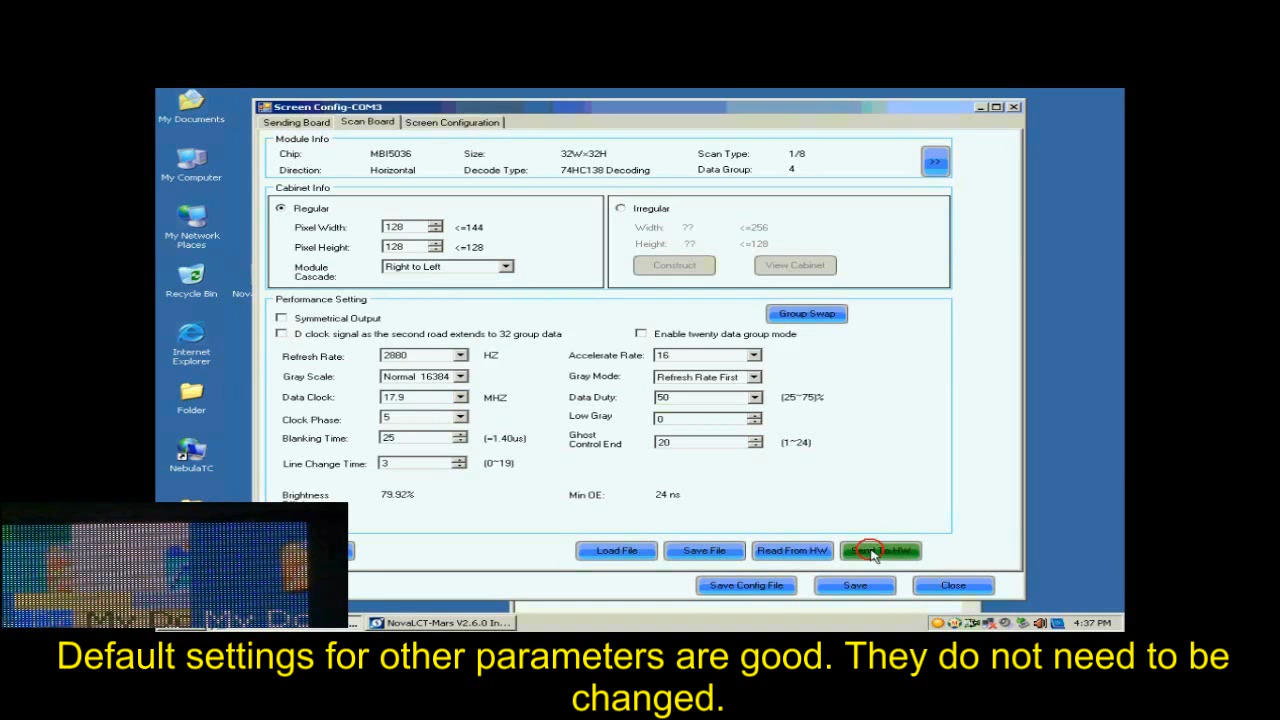 My Documents
My Computer
My Network
Places
Recycle Bin
Nov
Internet
Explorer
Folder
NebulaTC
Screen Config-COM3
Sending Board Scan Board Screen Configuration
Module Info
Chip: MBI5036 Size: 32W×32H Scan Type: 1/8
Direction: Horizontal Decode Type: 74HC138 Decoding Data Group: 4
>>
Cabinet Info
Regular
Pixel Width: 128 <=144
Pixel Height: 128 <=128
Module
Cascade:
Right to Left
Irregular
Width: ?? <=256
Height: ?? <=128
Construct View Cabinet
Performance Setting
Symmetrical Output
Group Swap
D clock signal as the second road extends to 32 group data
Enable twenty data group mode
Refresh Rate: 2880 HZ Accelerate Rate: 16
Gray Scale: Normal 16384 Gray Mode: Refresh Rate First
Data Clock: 17.9 MHZ Data Duty: 50 (25~75)%
Clock Phase: 5 Low Gray 0
Blanking Time: 25 (=1.40us)
Ghost
Control End
20 (1~24)
Line Change Time: 3 (0~19)
Brightness 79.92% Min OE: 24 ns
Load File Save File Read From HW Send To HW
Save Config File Save Close
... NovaLCT-Mars V2.6.0 In... 4:37 PM
My Do My Do
Default settings for other parameters are good. They do not need to be
changed.